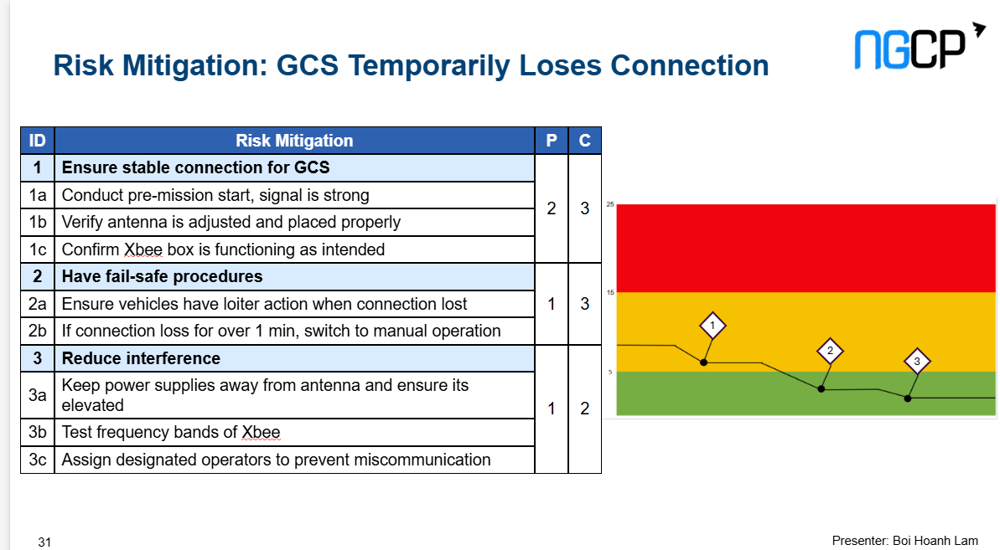 NGCP
Risk Mitigation: GCS Temporarily Loses Connection
ID Risk Mitigation P C
1 Ensure stable connection for GCS
1a Conduct pre-mission start, signal is strong
2 3
1b Verify antenna is adjusted and placed properly
1c Confirm Xbee box is functioning as intended
2 Have fail-safe procedures
2a Ensure vehicles have loiter action when connection lost
1 3
2b If connection loss for over 1 min, switch to manual operation
3 Reduce interference
3a Keep power supplies away from antenna and ensure its
elevated
1 2
3b Test frequency bands of Xbee
3c Assign designated operators to prevent miscommunication
25
15
5
1
2
3
31
Presenter: Boi Hoanh Lam